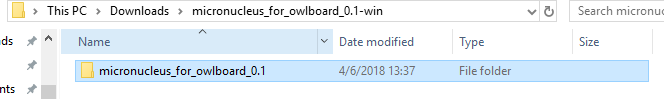 This PC > Downloads > micronucleus_for_owlboard_0.1-win
Search micronuc
ads
Name
Date modified
Type
Size
micronucleus_for_owlboard_0.1
4/6/2018 13:37
File folder
nts